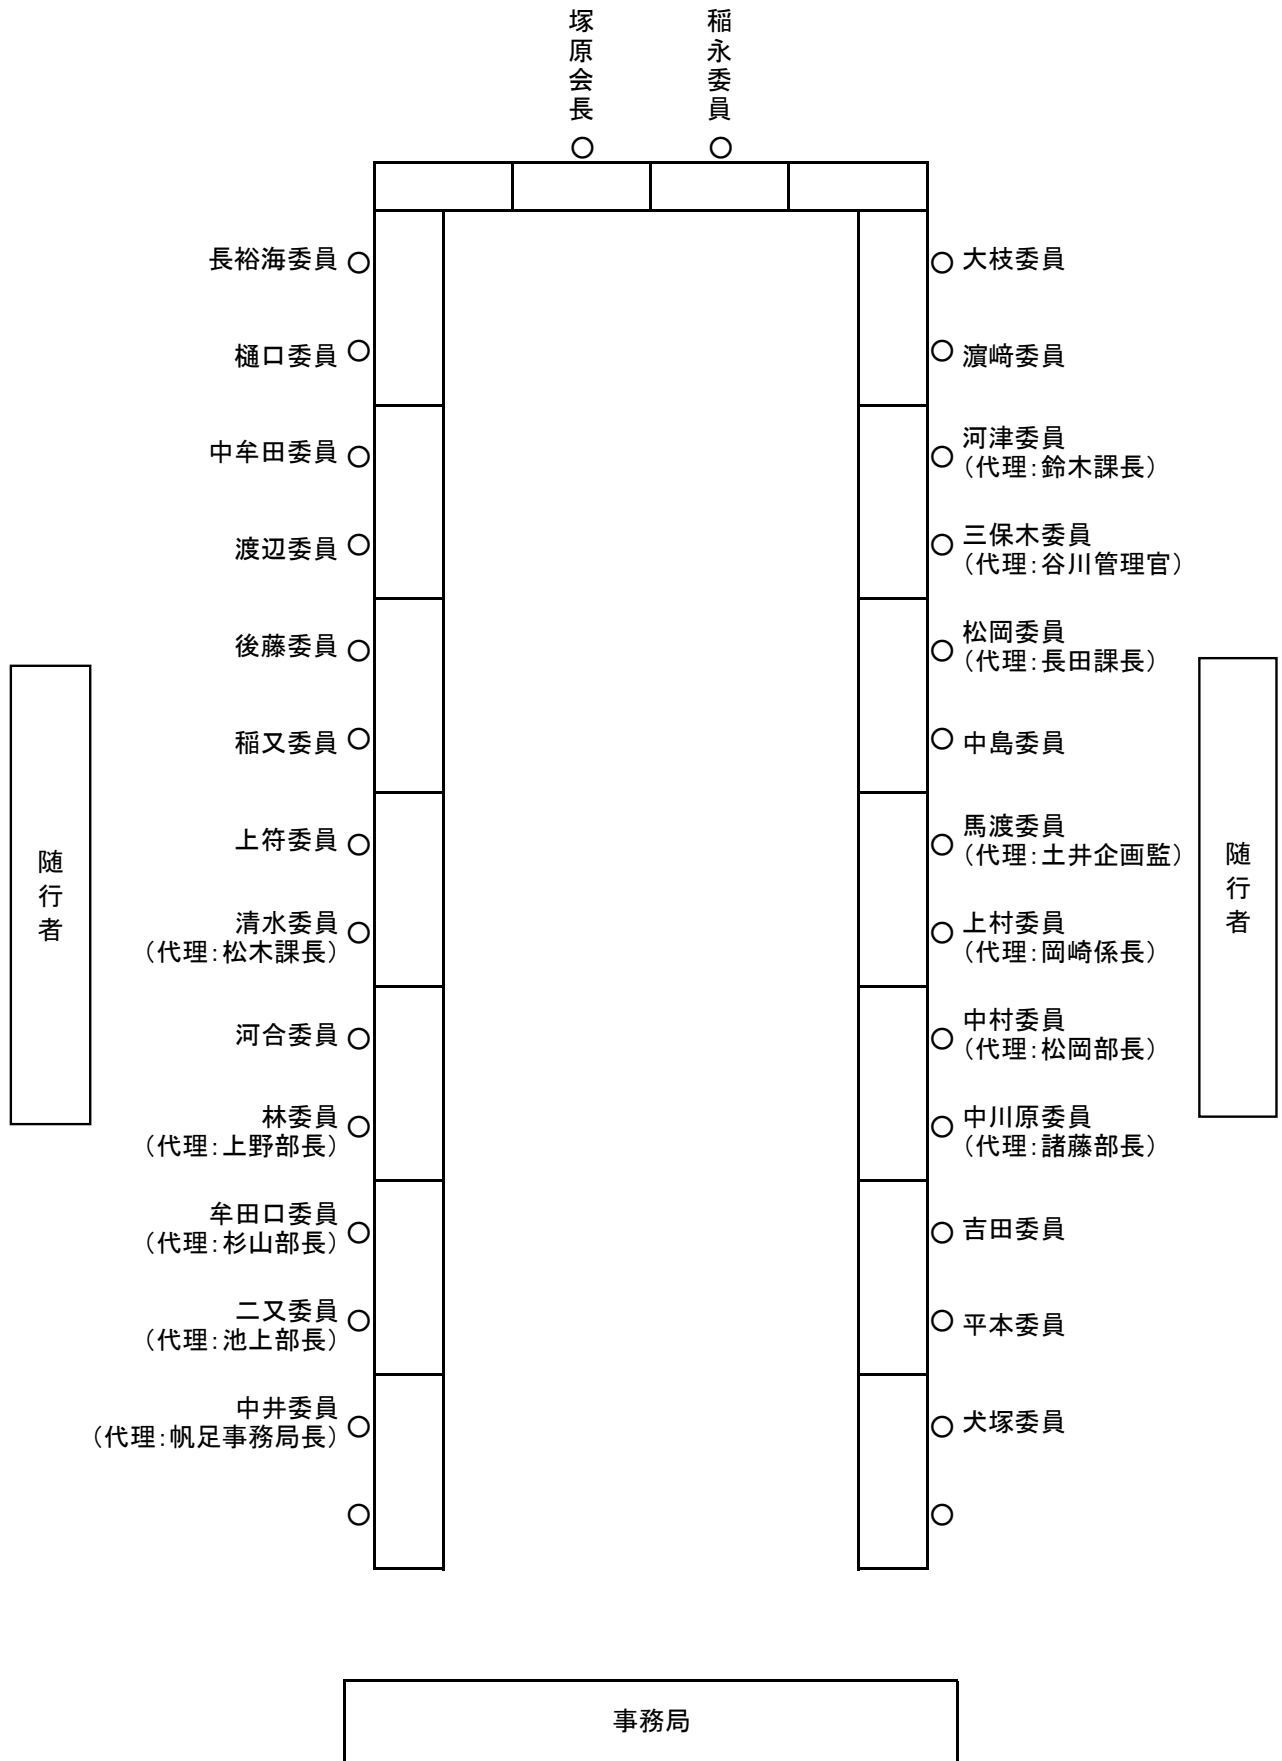 塚原会長
稲永委員
長裕海委員
樋口委員
中牟田委員
渡辺委員
後藤委員
稲又委員
上符委員
清水委員
（代理：松木課長）
河合委員
林委員
（代理：上野部長）
牟田口委員
（代理：杉山部長）
二又委員
（代理：池上部長）
中井委員
（代理：帆足事務局長）
大枝委員
濵﨑委員
河津委員
（代理：鈴木課長）
三保木委員
（代理：谷川管理官）
松岡委員
（代理：長田課長）
中島委員
馬渡委員
（代理：土井企画監）
上村委員
（代理：岡崎係長）
中村委員
（代理：松岡部長）
中川原委員
（代理：諸藤部長）
吉田委員
平本委員
犬塚委員
随行者
随行者
事務局